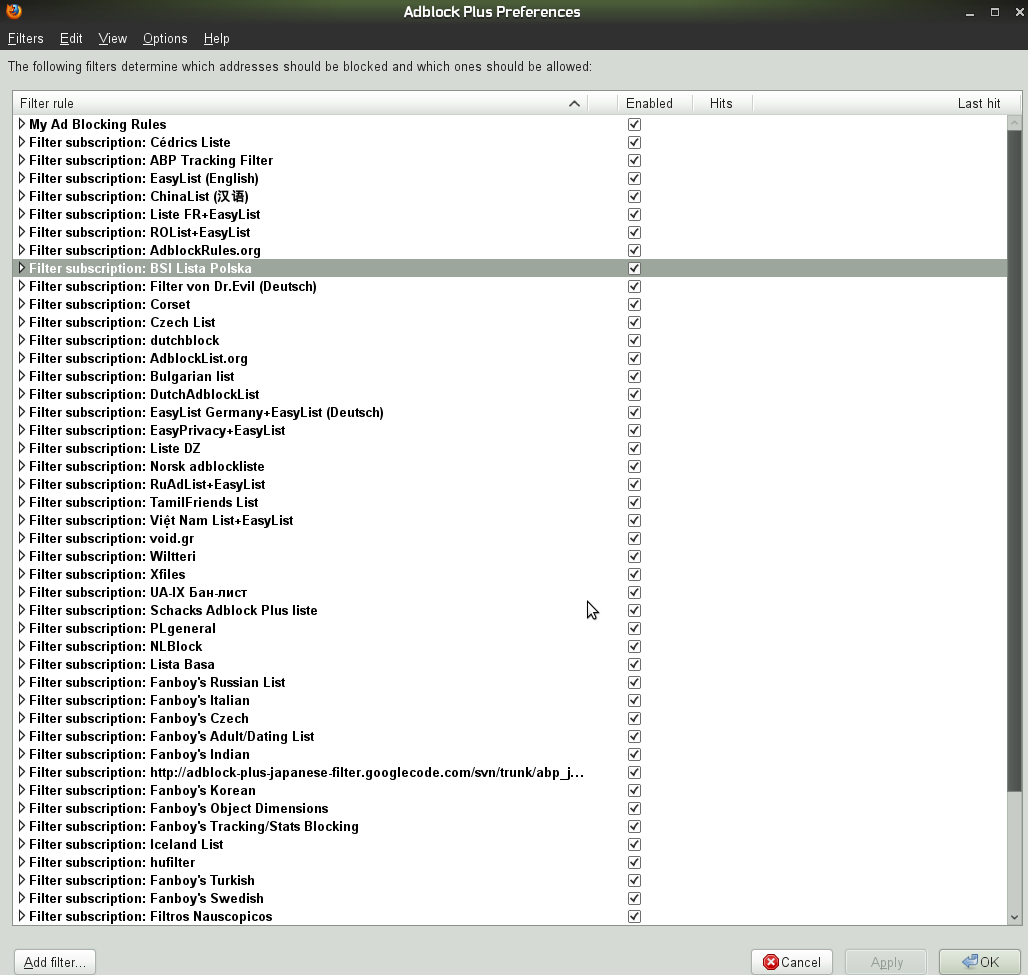 Adblock Plus Preferences
Filters Edit View Options Help
The following filters determine which addresses should be blocked and which ones should be allowed:
Filter rule Enabled Hits Last hit
My Ad Blocking Rules
Filter subscription: Cédrics Liste
Filter subscription: ABP Tracking Filter
Filter subscription: EasyList (English)
Filter subscription: ChinaList (汉语)
Filter subscription: Liste FR+EasyList
Filter subscription: ROList+EasyList
Filter subscription: AdblockRules.org
Filter subscription: BSI Lista Polska
Filter subscription: Filter von Dr.Evil (Deutsch)
Filter subscription: Corset
Filter subscription: Czech List
Filter subscription: dutchblock
Filter subscription: AdblockList.org
Filter subscription: Bulgarian list
Filter subscription: DutchAdblockList
Filter subscription: EasyList Germany+EasyList (Deutsch)
Filter subscription: EasyPrivacy+EasyList
Filter subscription: Liste DZ
Filter subscription: Norsk adblockliste
Filter subscription: RuAdList+EasyList
Filter subscription: TamilFriends List
Filter subscription: Việt Nam List+EasyList
Filter subscription: void.gr
Filter subscription: Wiltteri
Filter subscription: Xfiles
Filter subscription: UA-IX Бан-лист
Filter subscription: Schacks Adblock Plus liste
Filter subscription: PLgeneral
Filter subscription: NLBlock
Filter subscription: Lista Basa
Filter subscription: Fanboy's Russian List
Filter subscription: Fanboy's Italian
Filter subscription: Fanboy's Czech
Filter subscription: Fanboy's Adult/Dating List
Filter subscription: Fanboy's Indian
Filter subscription: http://adblock-plus-japanese-filter.googlecode.com/svn/trunk/abp_j...
Filter subscription: Fanboy's Korean
Filter subscription: Fanboy's Object Dimensions
Filter subscription: Fanboy's Tracking/Stats Blocking
Filter subscription: Iceland List
Filter subscription: hufilter
Filter subscription: Fanboy's Turkish
Filter subscription: Fanboy's Swedish
Filter subscription: Filtros Nauscopicos
Add filter... Cancel Apply OK